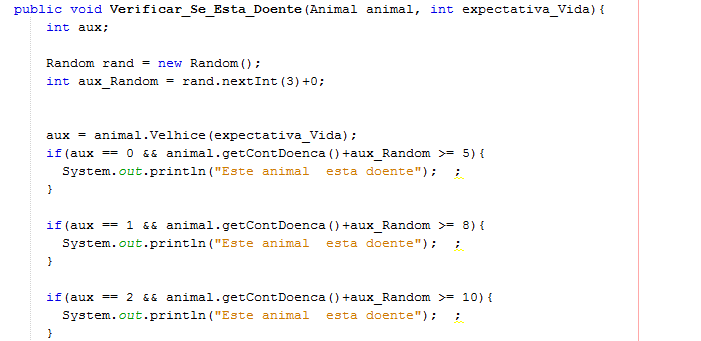 public void Verificar_Se_Esta_Doente(Animal animal, int expectativa_Vida){
int aux;
Random rand = new Random();
int aux_Random = rand.nextInt(3)+0;
aux = animal.Velhice(expectativa_Vida);
if(aux == 0 && animal.getContDoenca()+aux_Random >= 5){
System.out.println("Este animal  esta doente");  ;
}
if(aux == 1 && animal.getContDoenca()+aux_Random >= 8){
System.out.println("Este animal  esta doente");  ;
}
if(aux == 2 && animal.getContDoenca()+aux_Random >= 10){
System.out.println("Este animal  esta doente");  ;
}